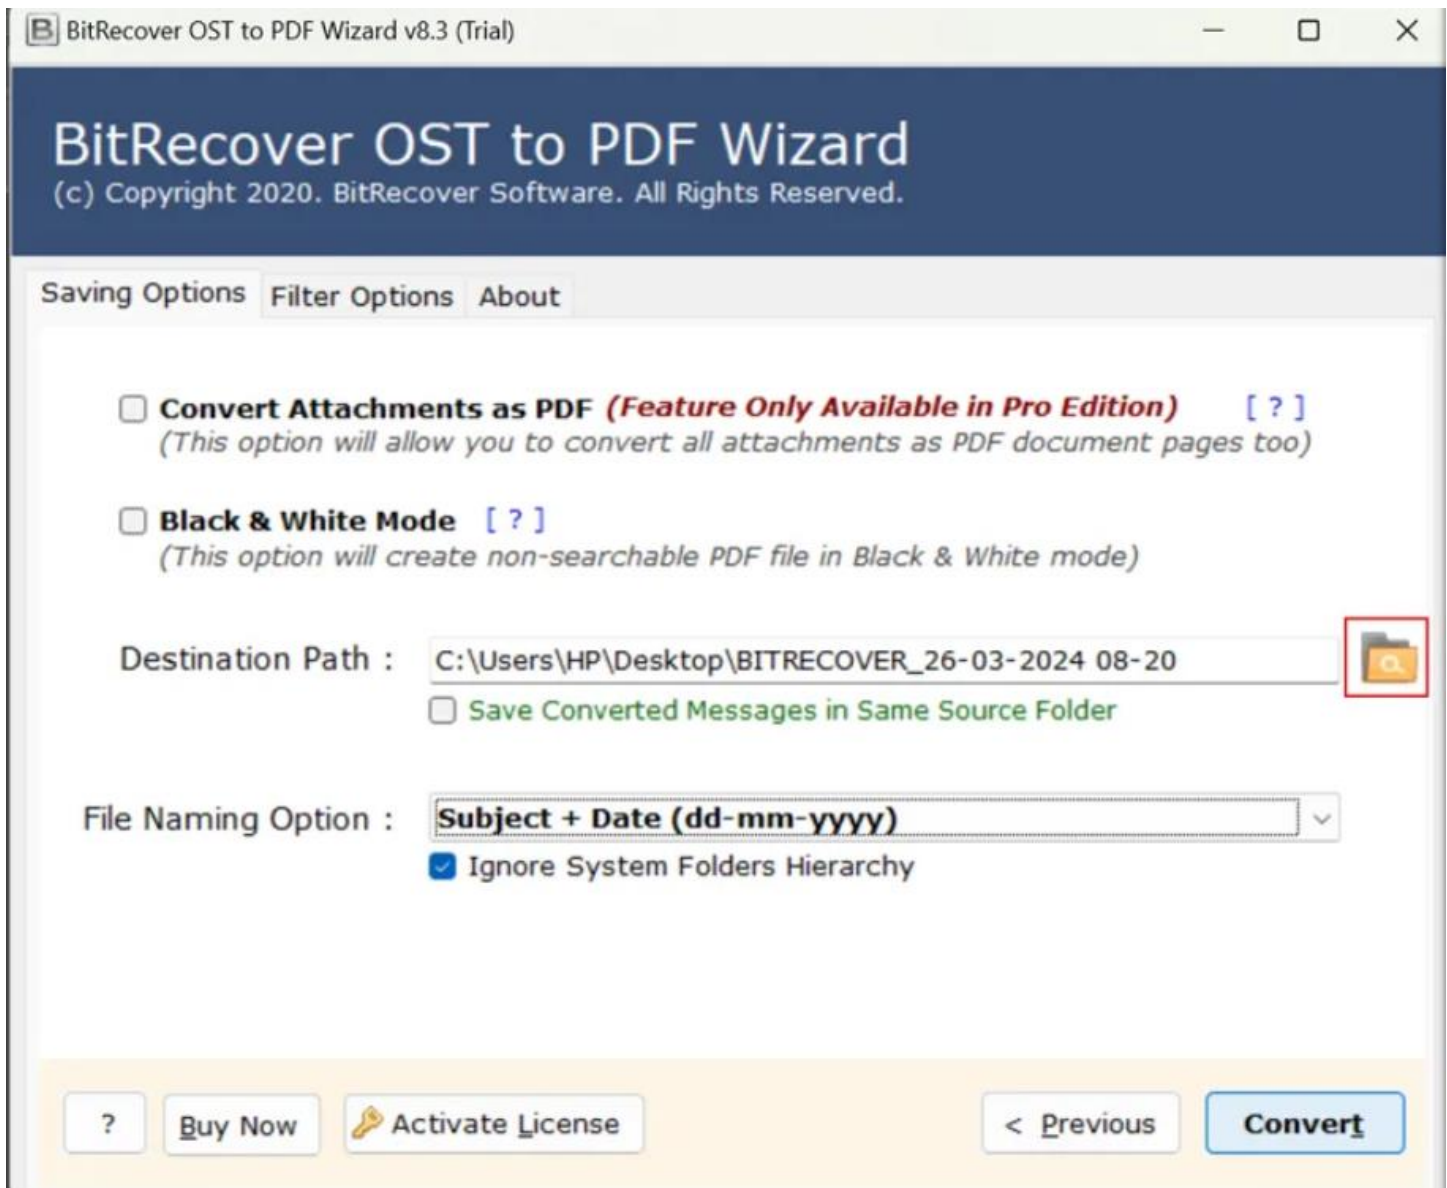 BitRecover OST to PDF Wizard v8.3 (Trial)
BitRecover OST to PDF Wizard
(c) Copyright 2020. BitRecover Software. All Rights Reserved.
Saving Options Filter Options About
Convert Attachments as PDF (Feature Only Available in Pro Edition) [ ? ]
(This option will allow you to convert all attachments as PDF document pages too)
Black & White Mode [ ? ]
(This option will create non-searchable PDF file in Black & White mode)
Destination Path : C:\Users\HP\Desktop\BITRECOVER_26-03-2024 08-20
Save Converted Messages in Same Source Folder
File Naming Option : Subject + Date (dd-mm-yyyy)
Ignore System Folders Hierarchy
? Buy Now Activate License < Previous Convert